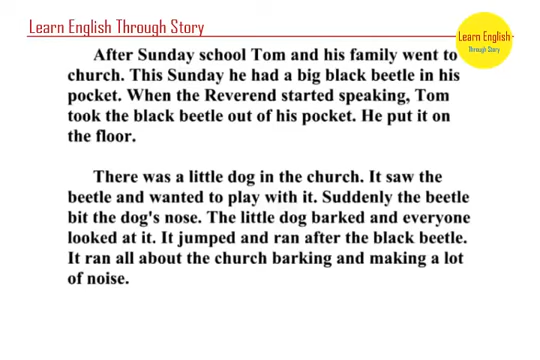 Learn English Through Story
Learn English
Through Story
After Sunday school Tom and his family went to
church. This Sunday he had a big black beetle in his
pocket. When the Reverend started speaking, Tom
took the black beetle out of his pocket. He put it on
the floor.
There was a little dog in the church. It saw the
beetle and wanted to play with it. Suddenly the beetle
bit the dog's nose. The little dog barked and everyone
looked at it. It jumped and ran after the black beetle.
It ran all about the church barking and making a lot
of noise.